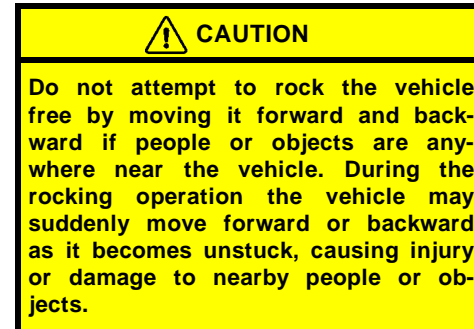 CAUTION
Do not attempt to rock the vehicle
free by moving it forward and back-
ward if people or objects are any-
where near the vehicle. During the
rocking operation the vehicle may
suddenly move forward or backward
as it becomes unstuck, causing injury
or damage to nearby people or ob-
jects.